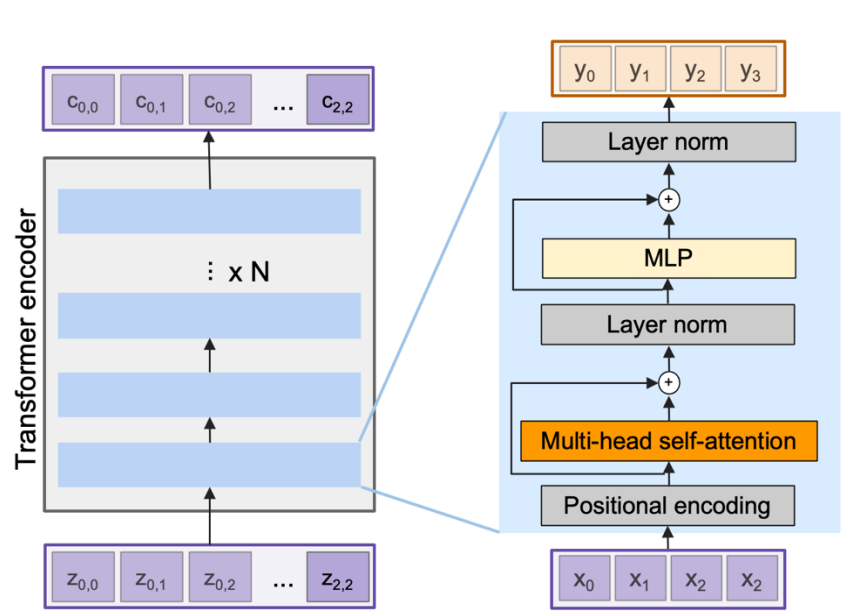 c0,0 c0,1 c0,2 ... c2,2
Transformer encoder
⋮ x N
z0,0 z0,1 z0,2 ... z2,2
y0 y1 y2 y3
Layer norm
+
MLP
Layer norm
+
Multi-head self-attention
Positional encoding
x0 x1 x2 x2